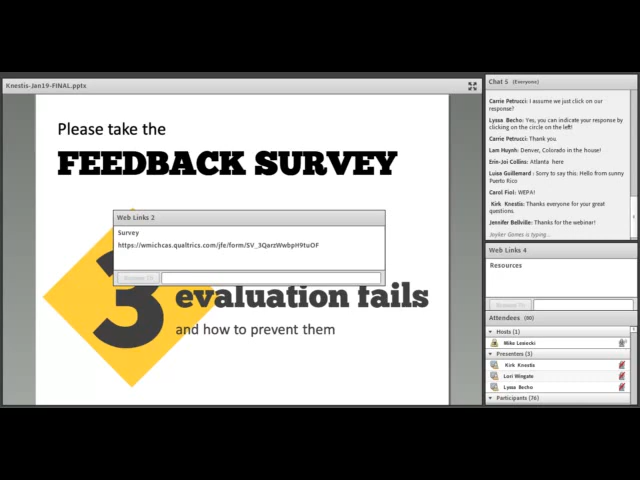 Knestis-Jan19-FINAL.pptx
Please take the
FEEDBACK SURVEY
Web Links 2
Survey
https://wmichcas.qualtrics.com/jfe/form/SV_3QarzWwbpH9tuOF
Browse To
3
evaluation fails
and how to prevent them
Chat 5 (Everyone)
Carrie Petrucci: I assume we just click on our
response?
Lyssa Becho: Yes, you can indicate your response by
clicking on the circle on the left!
Carrie Petrucci: Thank you.
Lam Huynh: Denver, Colorado in the house!
Erin-Joi Collins: Atlanta here
Luisa Guillemard : Sorry to say this: Hello from sunny
Puerto Rico
Carol Fiol: WEPA!
Kirk Knestis: Thanks everyone for your great
questions.
Jennifer Bellville: Thanks for the webinar!
is typing...
Web Links 4
Resources
Browse To
Attendees (80)
Hosts (1)
Mike Lesiecki
Presenters (3)
Kirk Knestis
Lori Wingate
Lyssa Becho
Participants (76)